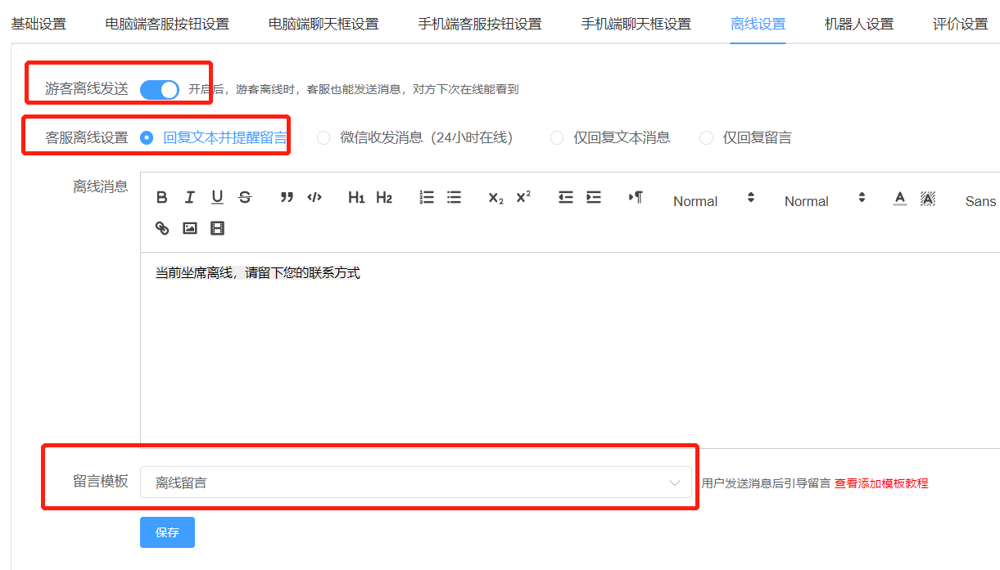 基础设置 电脑端客服按钮设置 电脑端聊天框设置 手机端客服按钮设置 手机端聊天框设置 离线设置 机器人设置 评价设置
游客离线发送 开启后，游客离线时，客服也能发送消息，对方下次在线能看到
客服离线设置 回复文本并提醒留言 微信收发消息（24小时在线） 仅回复文本消息 仅回复留言
离线消息
B I U S ” </> H1 H2 x₂ x² ¶ Normal Normal A A Sans
当前坐席离线，请留下您的联系方式
留言模板 离线留言 用户发送消息后引导留言 查看添加模板教程
保存